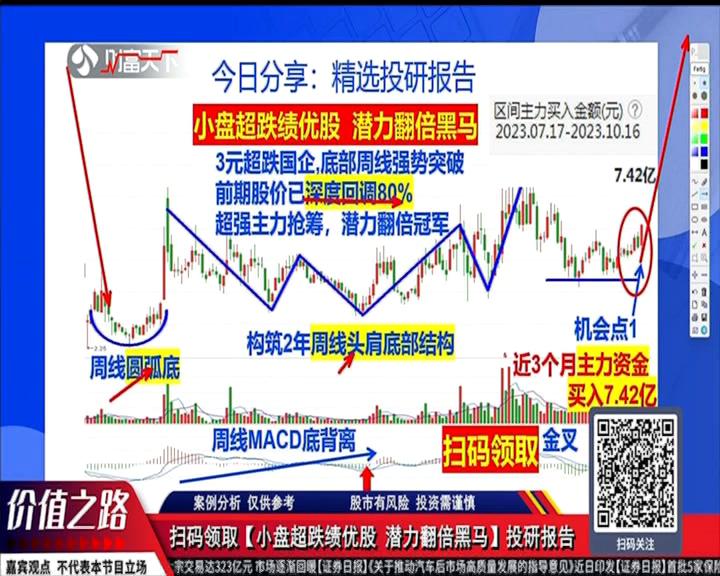 财富天下
今日分享：精选投研报告
小盘超跌绩优股 潜力翻倍黑马
区间主力买入金额(元)
2023.07.17-2023.10.16
3元超跌国企,底部周线强势突破
前期股价已深度回调80%
超强主力抢筹，潜力翻倍冠军
7.42亿
2.25
机会点1
周线圆弧底
构筑2年周线头肩底部结构
近3个月主力资金
买入7.42亿
周线MACD底背离
扫码领取
金叉
价值之路
案例分析 仅供参考
股市有风险 投资需谨慎
扫码领取【小盘超跌绩优股 潜力翻倍黑马】投研报告
扫码关注
嘉宾观点 不代表本节目立场
宗交易达323亿元 市场逐渐回暖【证券日报】《关于推动汽车后市场高质量发展的指导意见》近日印发【证券日报】首批5家保